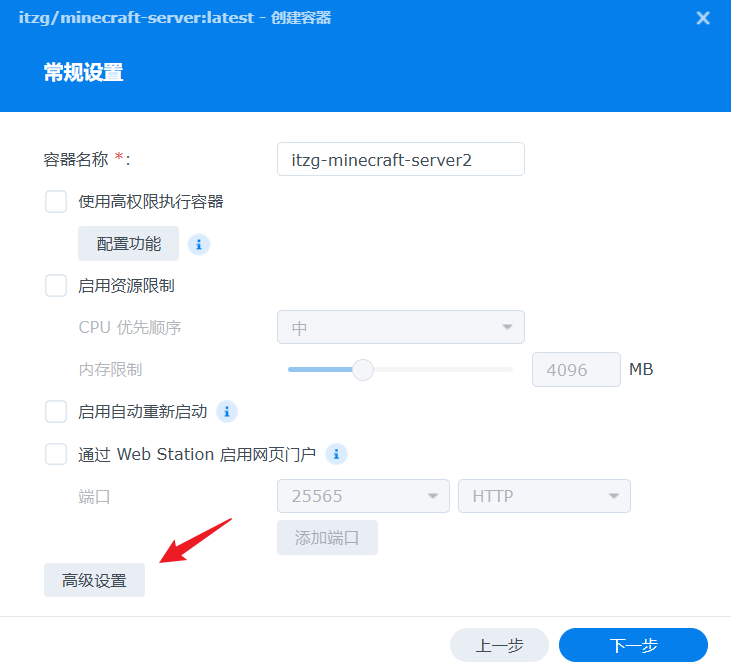 itzg/minecraft-server:latest - 创建容器
常规设置
容器名称 *: itzg-minecraft-server2
使用高权限执行容器
配置功能
启用资源限制
CPU 优先顺序 中
内存限制 4096 MB
启用自动重新启动
通过 Web Station 启用网页门户
端口 25565 HTTP
添加端口
高级设置
上一步 下一步